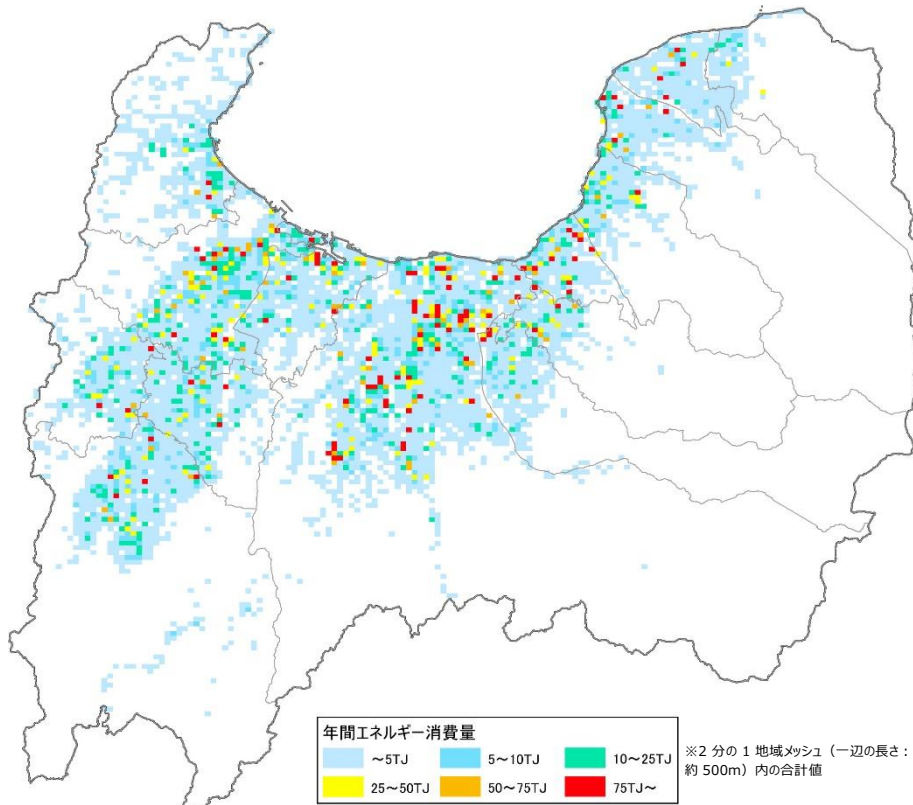 年間エネルギー消費量
～5TJ 5～10TJ 10～25TJ
25～50TJ 50～75TJ 75TJ～
※2 分の 1 地域メッシュ（一辺の長さ：
約 500m）内の合計値